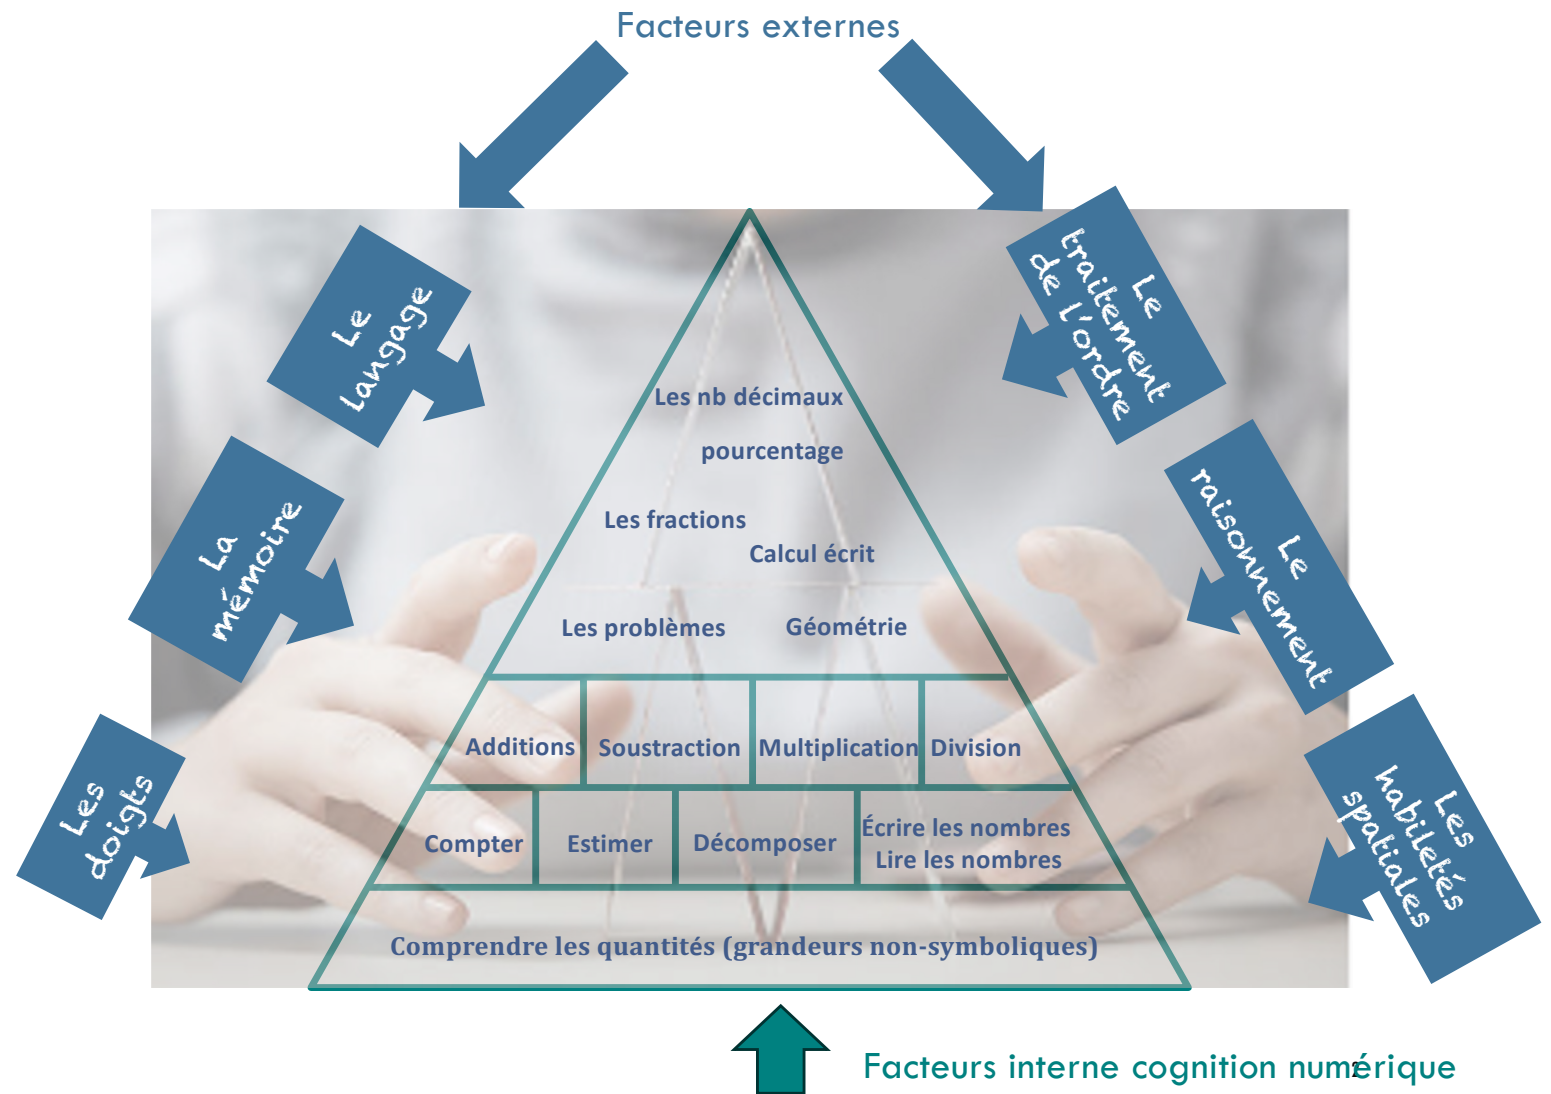 Facteurs externes
Le
langage
La
mémoire
Les
doigts
Le
traitement
de l'ordre
Le
raisonnement
Les
habiletés
spatiales
Les nb décimaux
pourcentage
Les fractions
Calcul écrit
Les problèmes
Géométrie
Additions
Soustraction
Multiplication
Division
Compter
Estimer
Décomposer
Écrire les nombres
Lire les nombres
Comprendre les quantités (grandeurs non-symboliques)
Facteurs interne cognition numérique